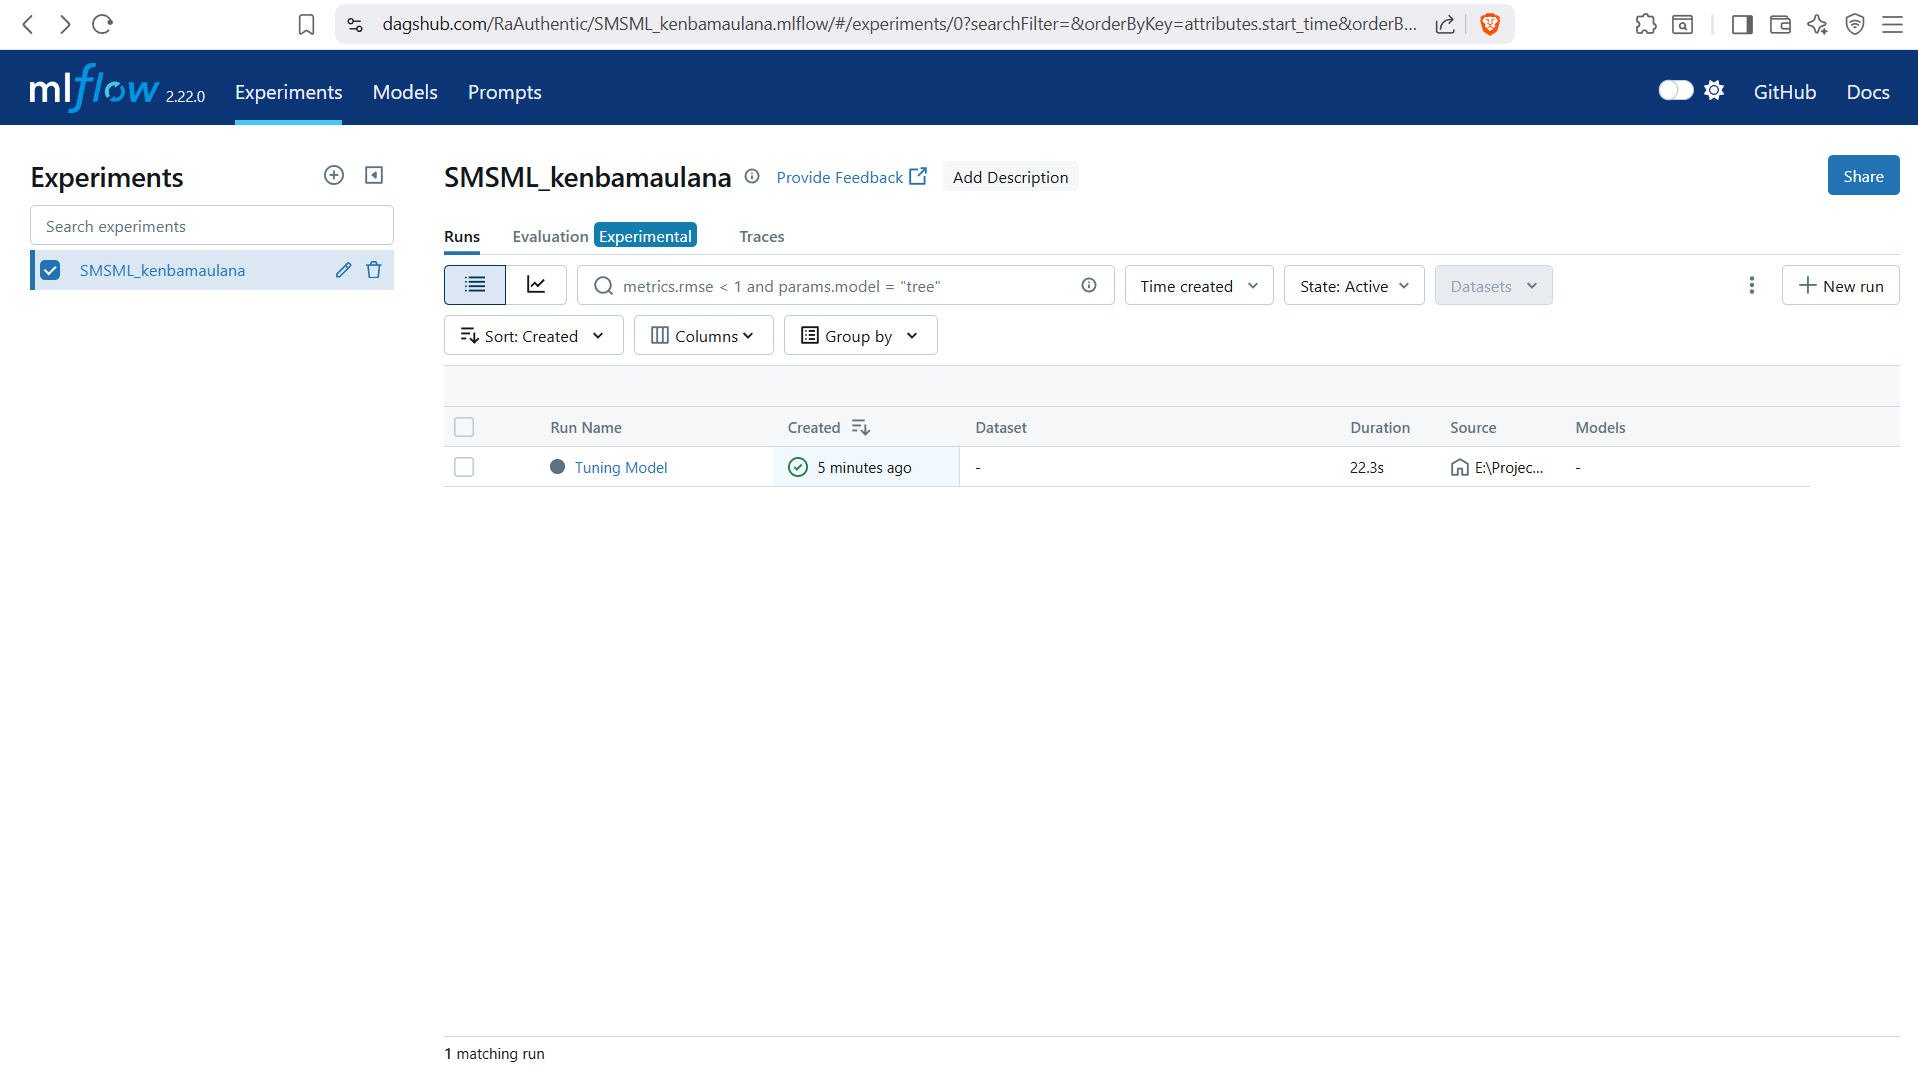 dagshub.com/RaAuthentic/SMSML_kenbamaulana.mlflow/#/experiments/0?searchFilter=&orderByKey=attributes.start_time&orderB...
mlflow 2.22.0 Experiments Models Prompts GitHub Docs
Experiments
Search experiments
SMSML_kenbamaulana
SMSML_kenbamaulana Provide Feedback Add Description Share
Runs Evaluation Experimental Traces
metrics.rmse < 1 and params.model = "tree" Time created State: Active Datasets New run
Sort: Created Columns Group by
Run Name Created Dataset Duration Source Models
Tuning Model 5 minutes ago - 22.3s E:\Projec... -
1 matching run